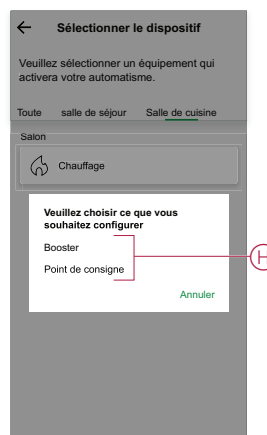 Sélectionner le dispositif
Veuillez sélectionner un équipement qui
activera votre automatisme.
Toute salle de séjour Salle de cuisine
Salon
Chauffage
Veuillez choisir ce que vous
souhaitez configurer
Booster
Point de consigne
H
Annuler